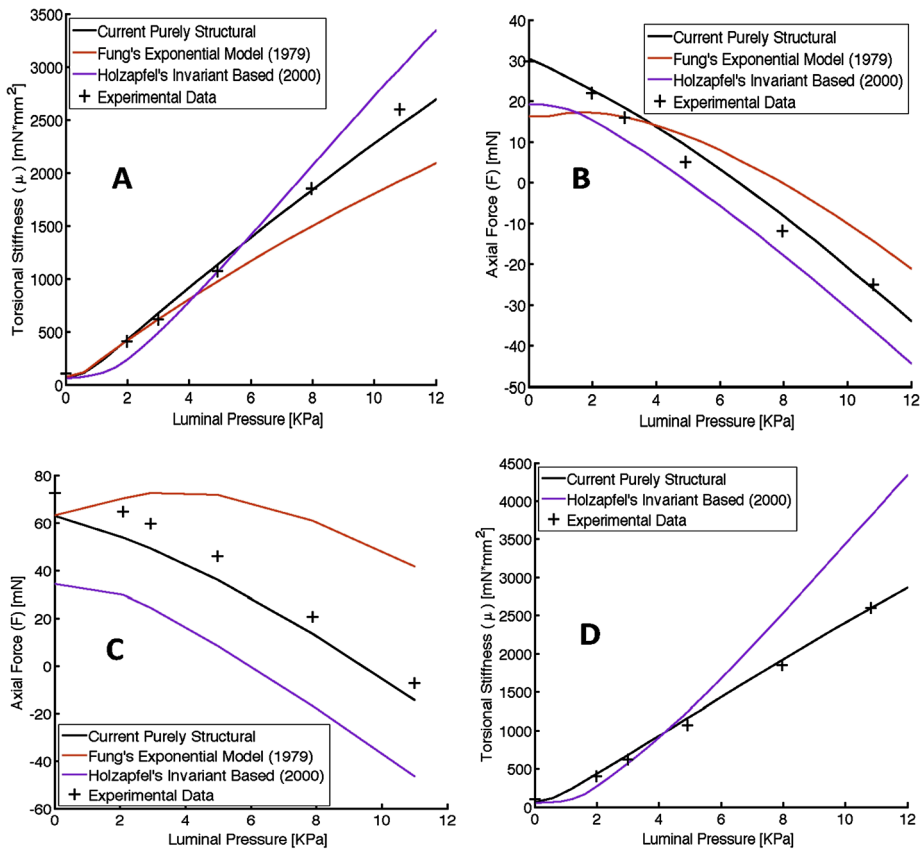 3500
3000
2500
2000
1500
1000
500
0
Torsional Stiffness ( μ ) [mN*mm²]
Current Purely Structural
Fung's Exponential Model (1979)
Holzapfel's Invariant Based (2000)
Experimental Data
A
0 2 4 6 8 10 12
Luminal Pressure [KPa]
40
30
20
10
0
-10
-20
-30
-40
-50
Axial Force (F) [mN]
Current Purely Structural
Fung's Exponential Model (1979)
Holzapfel's Invariant Based (2000)
Experimental Data
B
0 2 4 6 8 10 12
Luminal Pressure [KPa]
80
60
40
20
0
-20
-40
-60
Axial Force (F) [mN]
C
Current Purely Structural
Fung's Exponential Model (1979)
Holzapfel's Invariant Based (2000)
Experimental Data
0 2 4 6 8 10 12
Luminal Pressure [KPa]
4500
4000
3500
3000
2500
2000
1500
1000
500
0
Torsional Stiffness ( μ ) [mN*mm²]
Current Purely Structural
Holzapfel's Invariant Based (2000)
Experimental Data
D
0 2 4 6 8 10 12
Luminal Pressure [KPa]